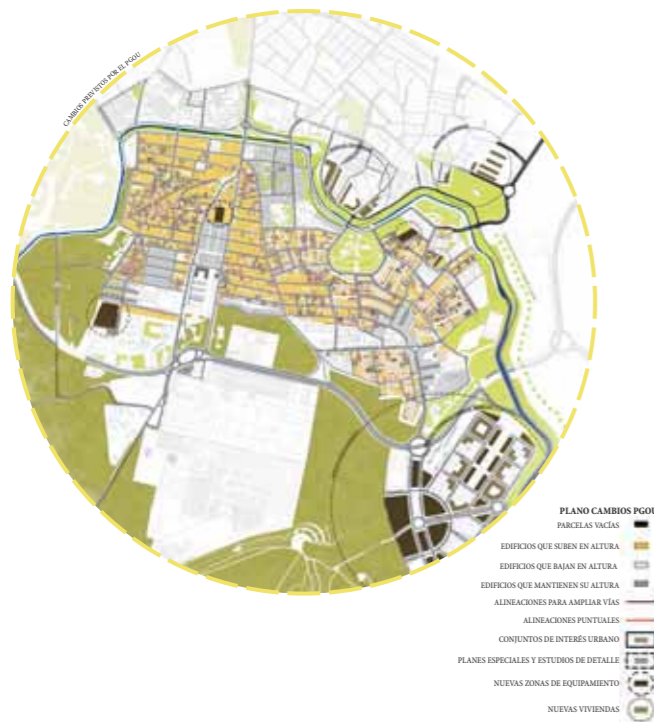 CAMBIOS PREVISTOS POR EL PGOU
PLANO CAMBIOS PGOU
PARCELAS VACÍAS
EDIFICIOS QUE SUBEN EN ALTURA
EDIFICIOS QUE BAJAN EN ALTURA
EDIFICIOS QUE MANTIENEN SU ALTURA
ALINEACIONES PARA AMPLIAR VÍAS
ALINEACIONES PUNTUALES
CONJUNTOS DE INTERÉS URBANO
PLANES ESPECIALES Y ESTUDIOS DE DETALLE
NUEVAS ZONAS DE EQUIPAMIENTO
NUEVAS VIVIENDAS